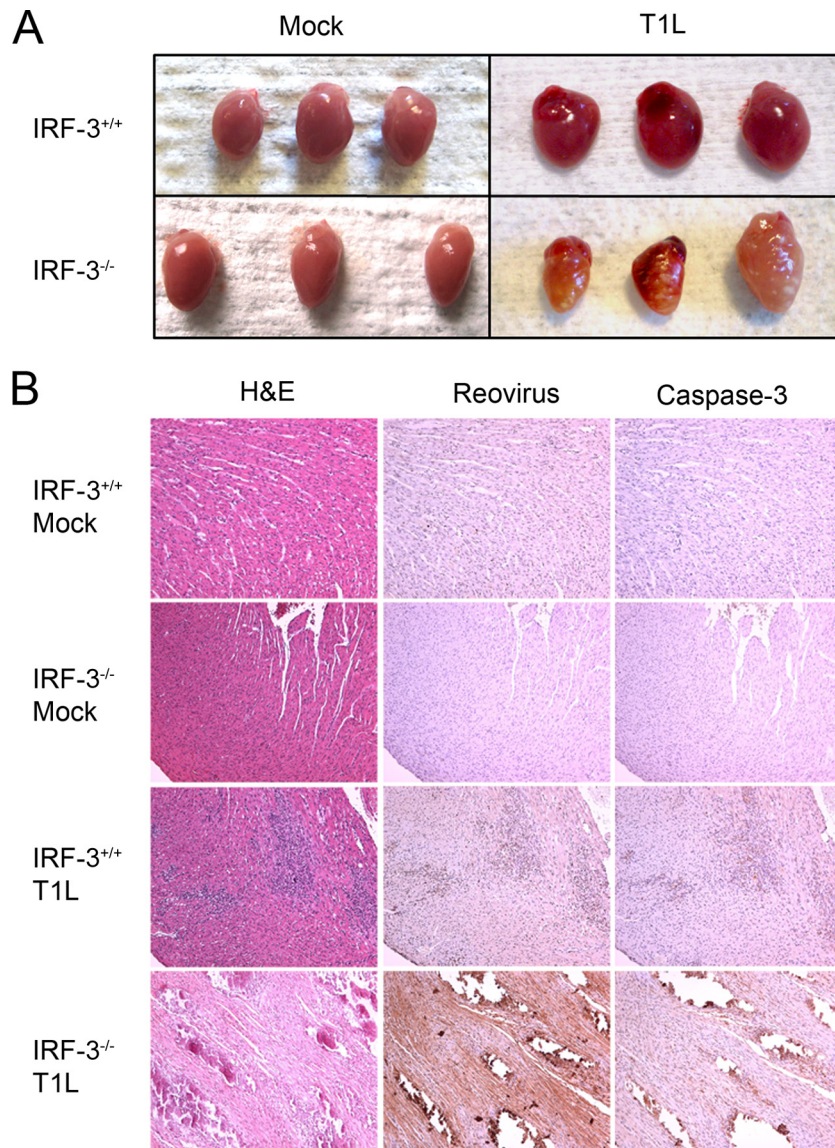 A
Mock T1L
IRF-3+/+
IRF-3-/-
B
H&E Reovirus Caspase-3
IRF-3+/+
Mock
IRF-3-/-
Mock
IRF-3+/+
T1L
IRF-3-/-
T1L